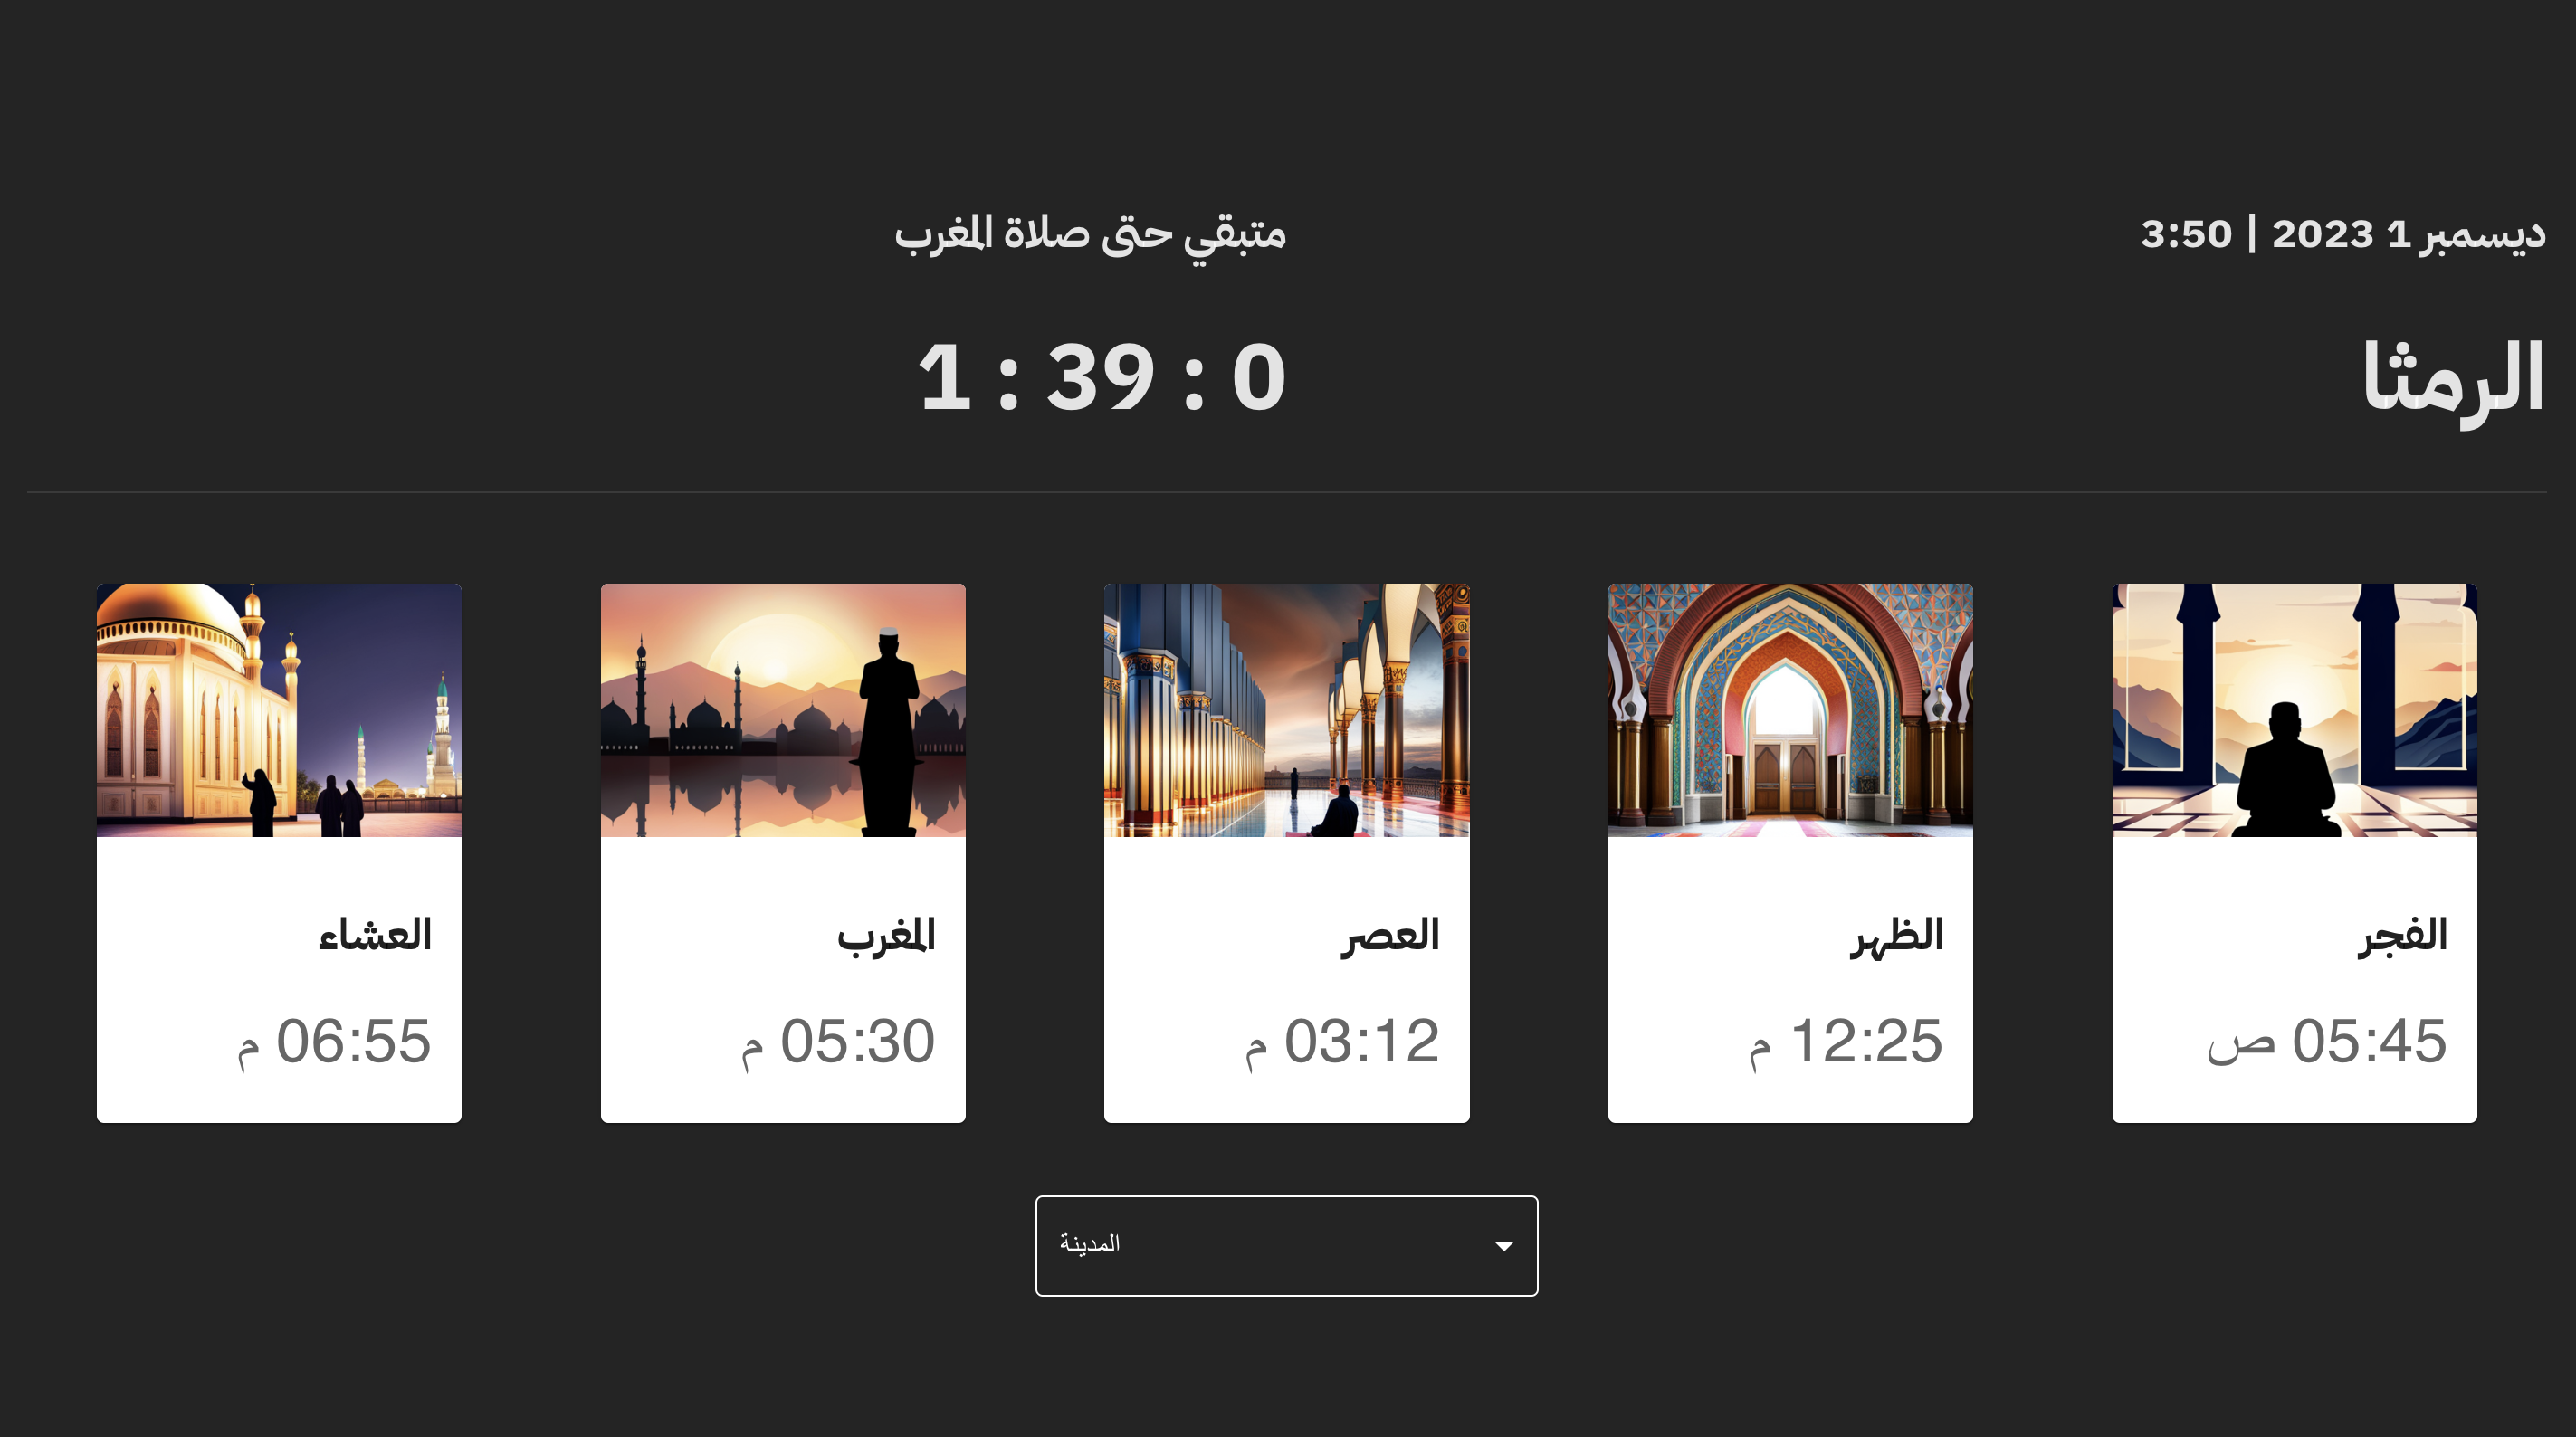 ديسمبر 1 2023 | 3:50
الرمثا
متبقي حتى صلاة المغرب
1 : 39 : 0
الفجر
05:45 ص
الظهر
12:25 م
العصر
03:12 م
المغرب
05:30 م
العشاء
06:55 م
المدينة